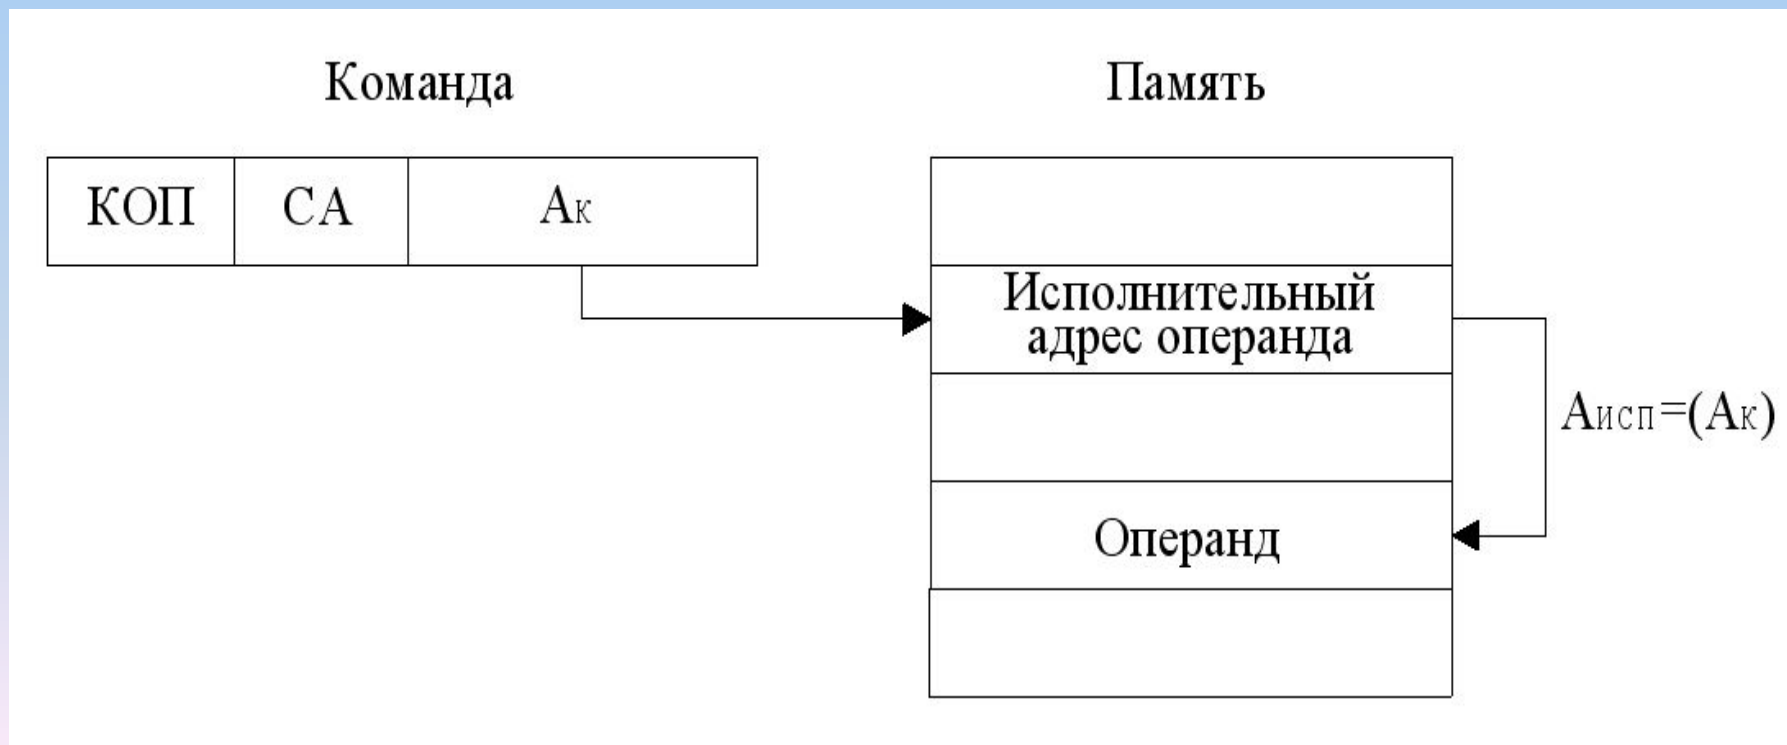 Команда
Память
КОП
СА
Ак
Исполнительный
адрес операнда
Аисп=(Ак)
Операнд